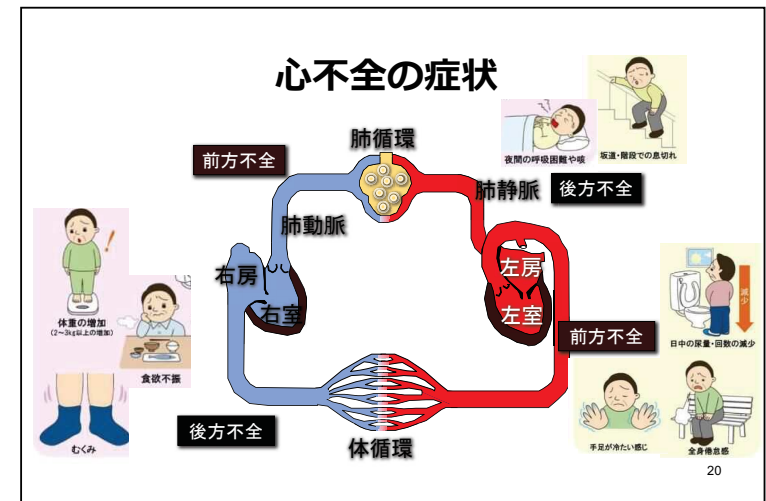 心不全の症状
夜間の呼吸困難や咳
坂道・階段での息切れ
肺循環
前方不全
肺静脈
後方不全
肺動脈
右房
右室
左房
左室
体重の増加
(2～3kg以上の増加)
食欲不振
むくみ
減少
日中の尿量・回数の減少
前方不全
手足が冷たい感じ
全身倦怠感
後方不全
体循環
20